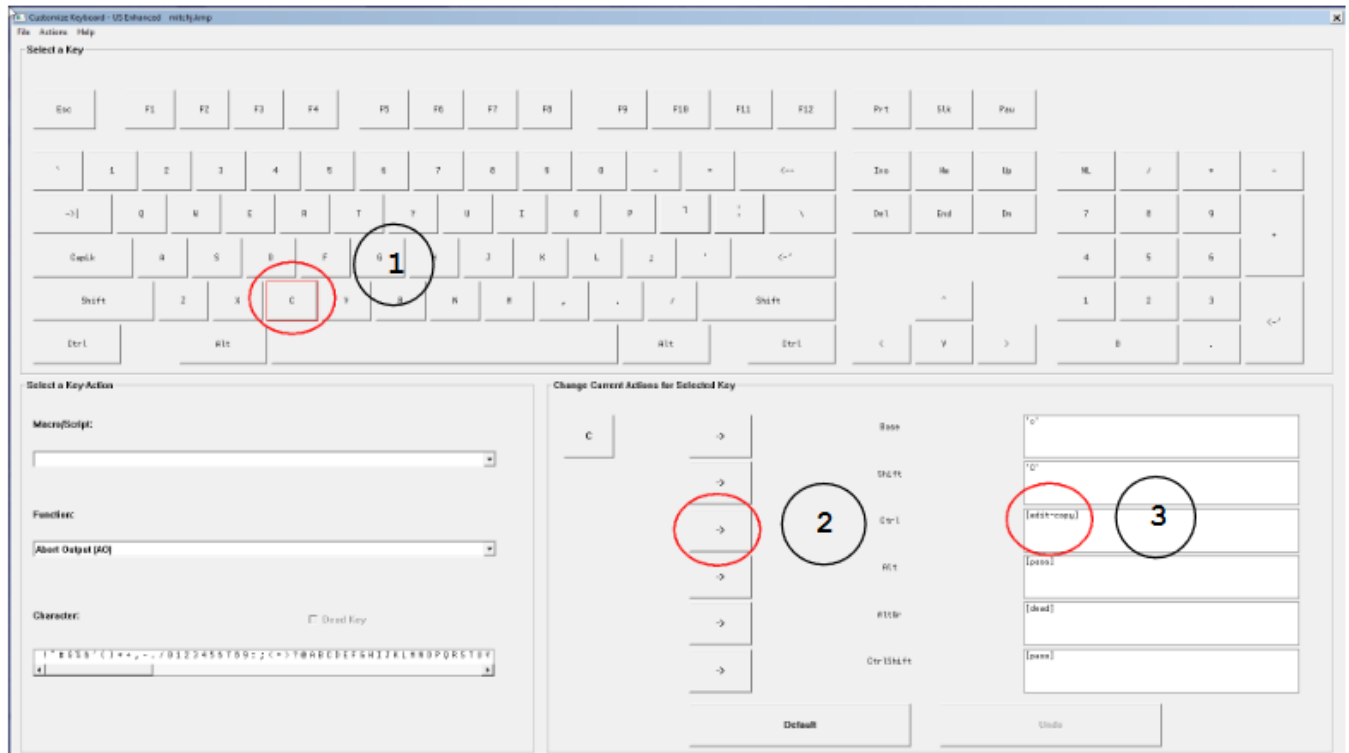 Customize Keyboard - US Enhanced mitchj.kmp
File Actions Help
Select a Key
Esc F1 F2 F3 F4 F5 F6 F7 F8 F9 F10 F11 F12 Prt Slk Pau
` 1 2 3 4 5 6 7 8 9 0 - = <-- Ins Hm Up NL / * -
->| Q W E R T Y U I O P \ Del End Dn 7 8 9 +
CapLk A S D F G 1 J K L ; ' <-' 4 5 6
Shift Z X C V B N M , . / Shift ^ 1 2 3 <-'
Ctrl Alt Alt Ctrl < V > 0 .
Select a Key-Action
Macro/Script:
Function:
Abort Output (AO)
Character:
Dead Key
Change Current Actions for Selected Key
C -> Base 'c'
-> Shift 'C'
-> 2 Ctrl [edit-copy] 3
-> Alt [pass]
-> AltGr [dead]
-> CtrlShift [pass]
Default Undo